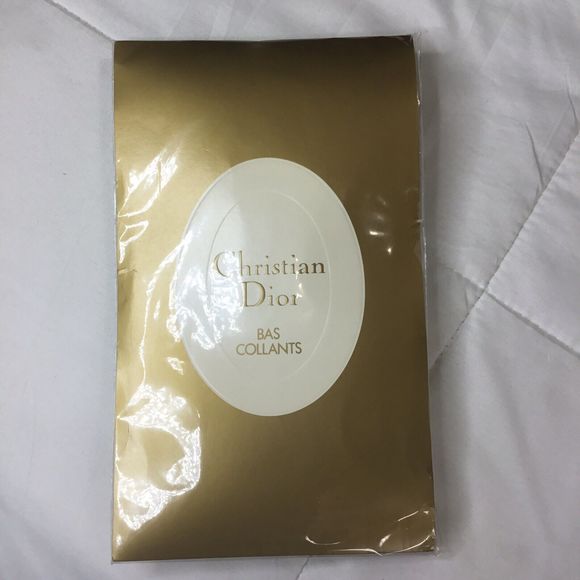 Christian
Dior
BAS
COLLANTS